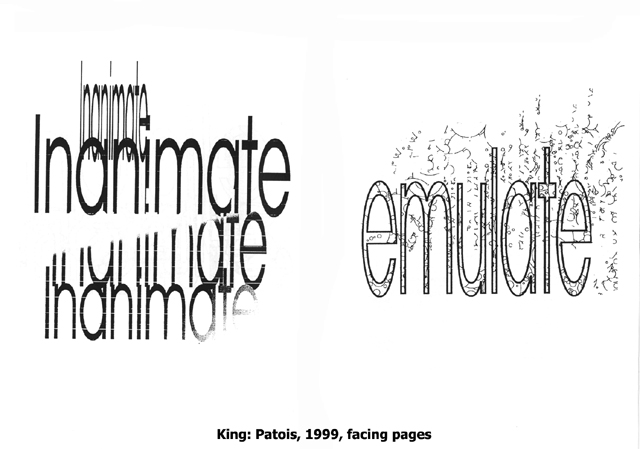 Inanimate
Inanimate
Inanimate
Inanimate
emulate
King: Patois, 1999, facing pages